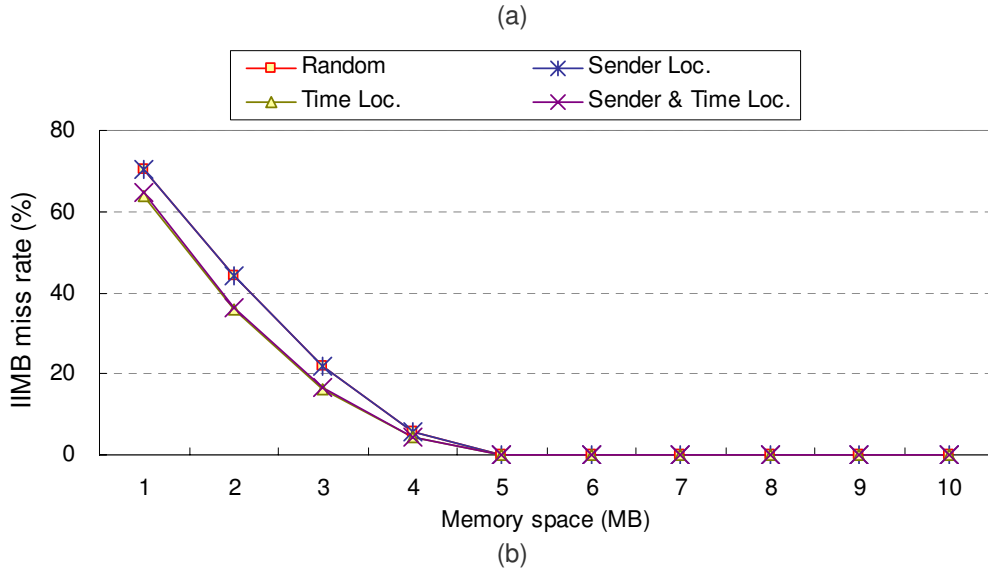 (a)
Random Sender Loc.
Time Loc. Sender & Time Loc.
80
60
40
20
0
IIMB miss rate (%)
1 2 3 4 5 6 7 8 9 10
Memory space (MB)
(b)